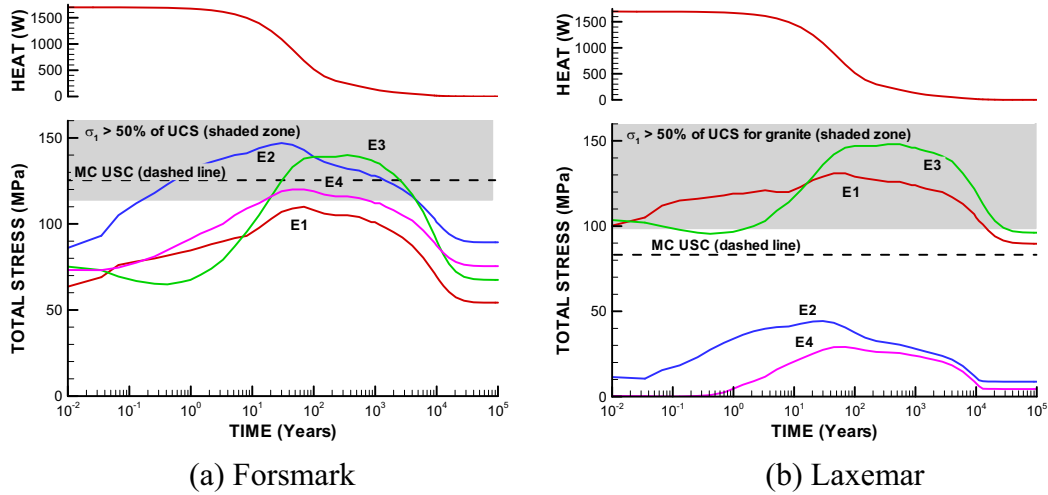 HEAT (W)
1500
1000
500
0
TOTAL STRESS (MPa)
150
100
50
0
σ1 > 50% of UCS (shaded zone)
MC USC (dashed line)
E2
E3
E4
E1
10-2 10-1 100 101 102 103 104 105
TIME (Years)
(a) Forsmark
HEAT (W)
1500
1000
500
0
TOTAL STRESS (MPa)
150
100
50
0
σ1 > 50% of UCS for granite (shaded zone)
E3
E1
MC USC (dashed line)
E2
E4
10-2 10-1 100 101 102 103 104 105
TIME (Years)
(b) Laxemar